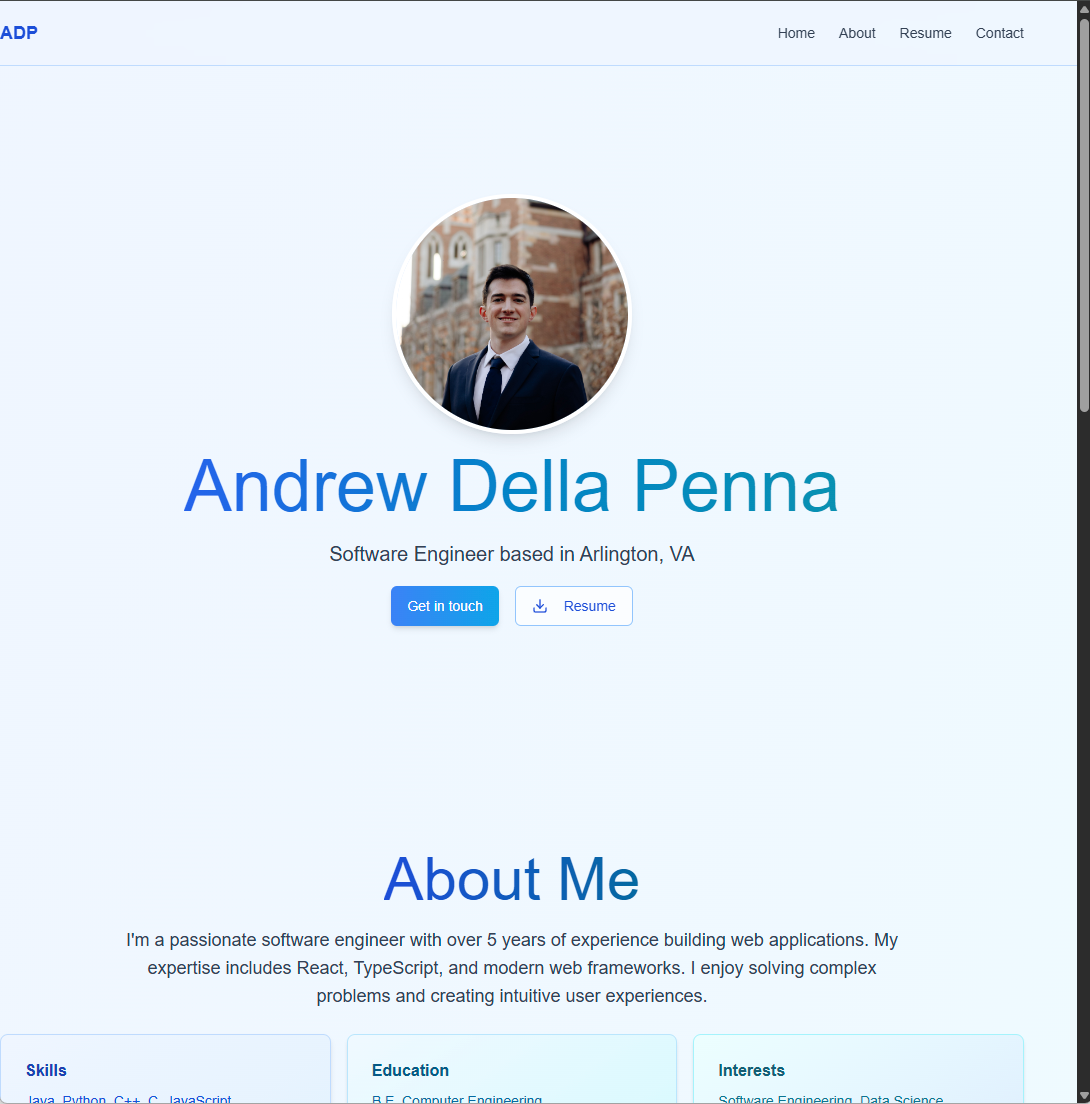 ADP
Home About Resume Contact
Andrew Della Penna
Software Engineer based in Arlington, VA
Get in touch
Resume
About Me
I'm a passionate software engineer with over 5 years of experience building web applications. My
expertise includes React, TypeScript, and modern web frameworks. I enjoy solving complex
problems and creating intuitive user experiences.
Skills
Java, Python, C++, C, JavaScript
Education
B.E. Computer Engineering
Interests
Software Engineering, Data Science